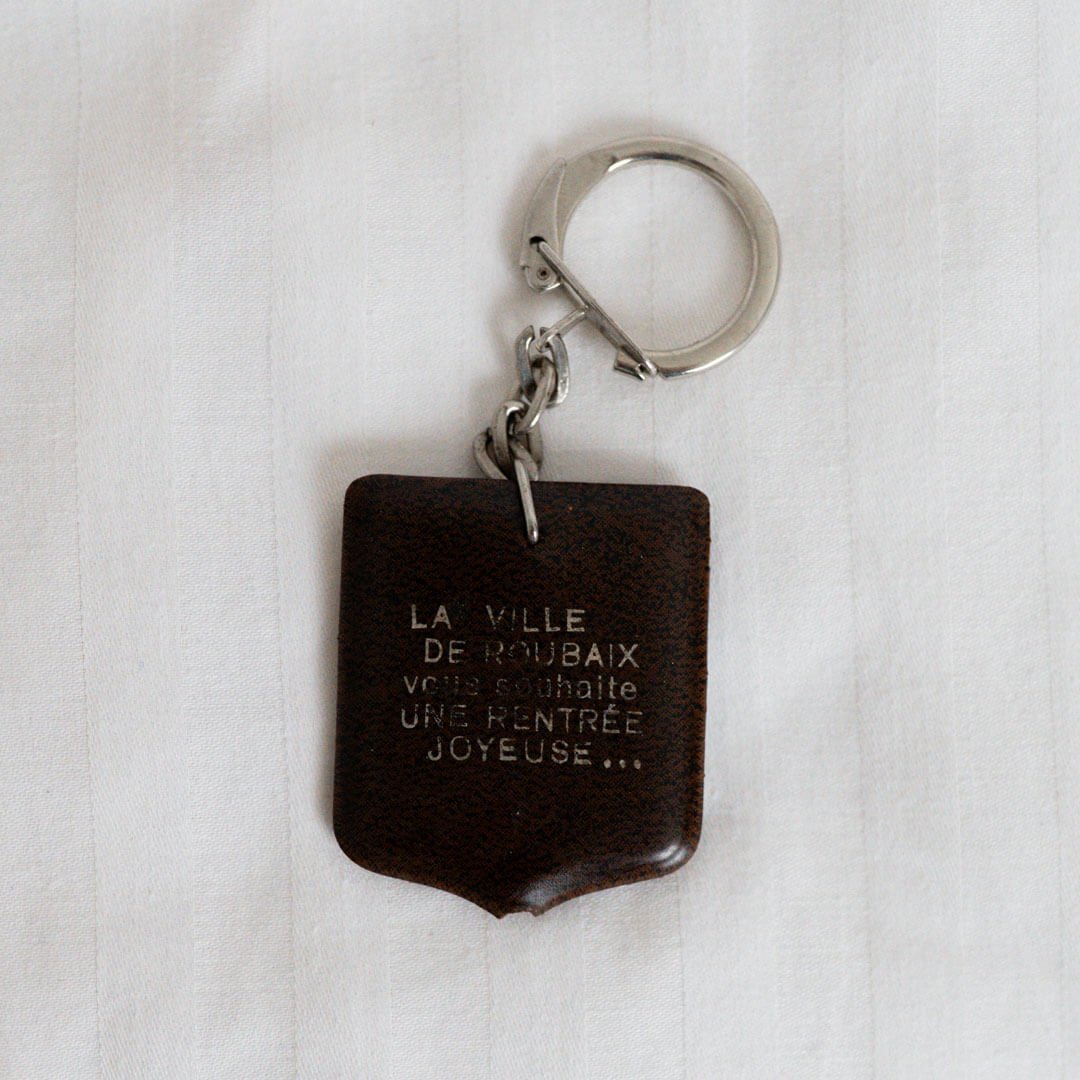 LA VILLE
DE ROUBAIX
vous souhaite
UNE RENTRÉE
JOYEUSE...